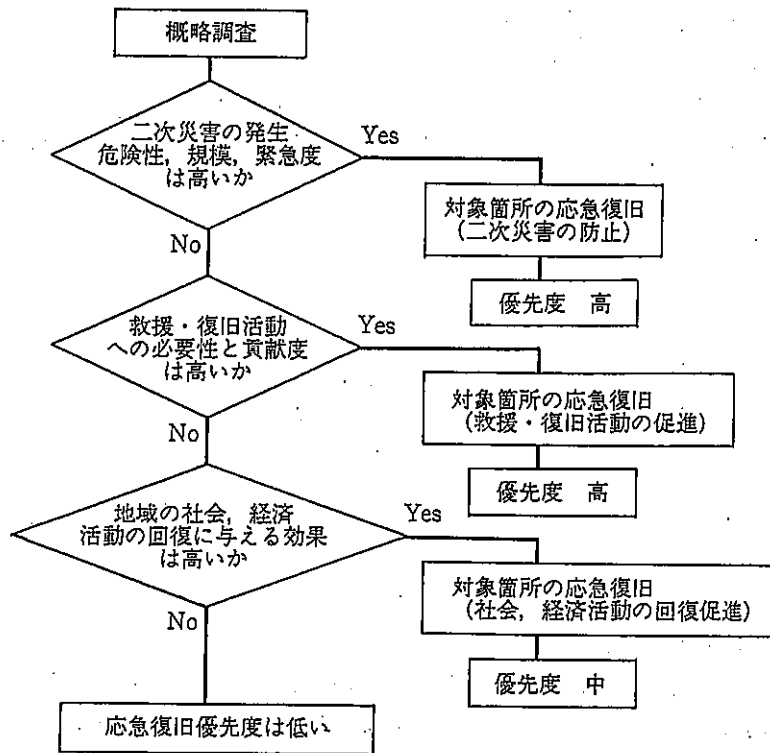 概略調査
二次災害の発生
危険性，規模，緊急度
は高いか
Yes
対象箇所の応急復旧
(二次災害の防止)
優先度 高
No
救援・復旧活動
への必要性と貢献度
は高いか
Yes
対象箇所の応急復旧
(救援・復旧活動の促進)
優先度 高
No
地域の社会，経済
活動の回復に与える効果
は高いか
Yes
対象箇所の応急復旧
(社会，経済活動の回復促進)
優先度 中
No
応急復旧優先度は低い